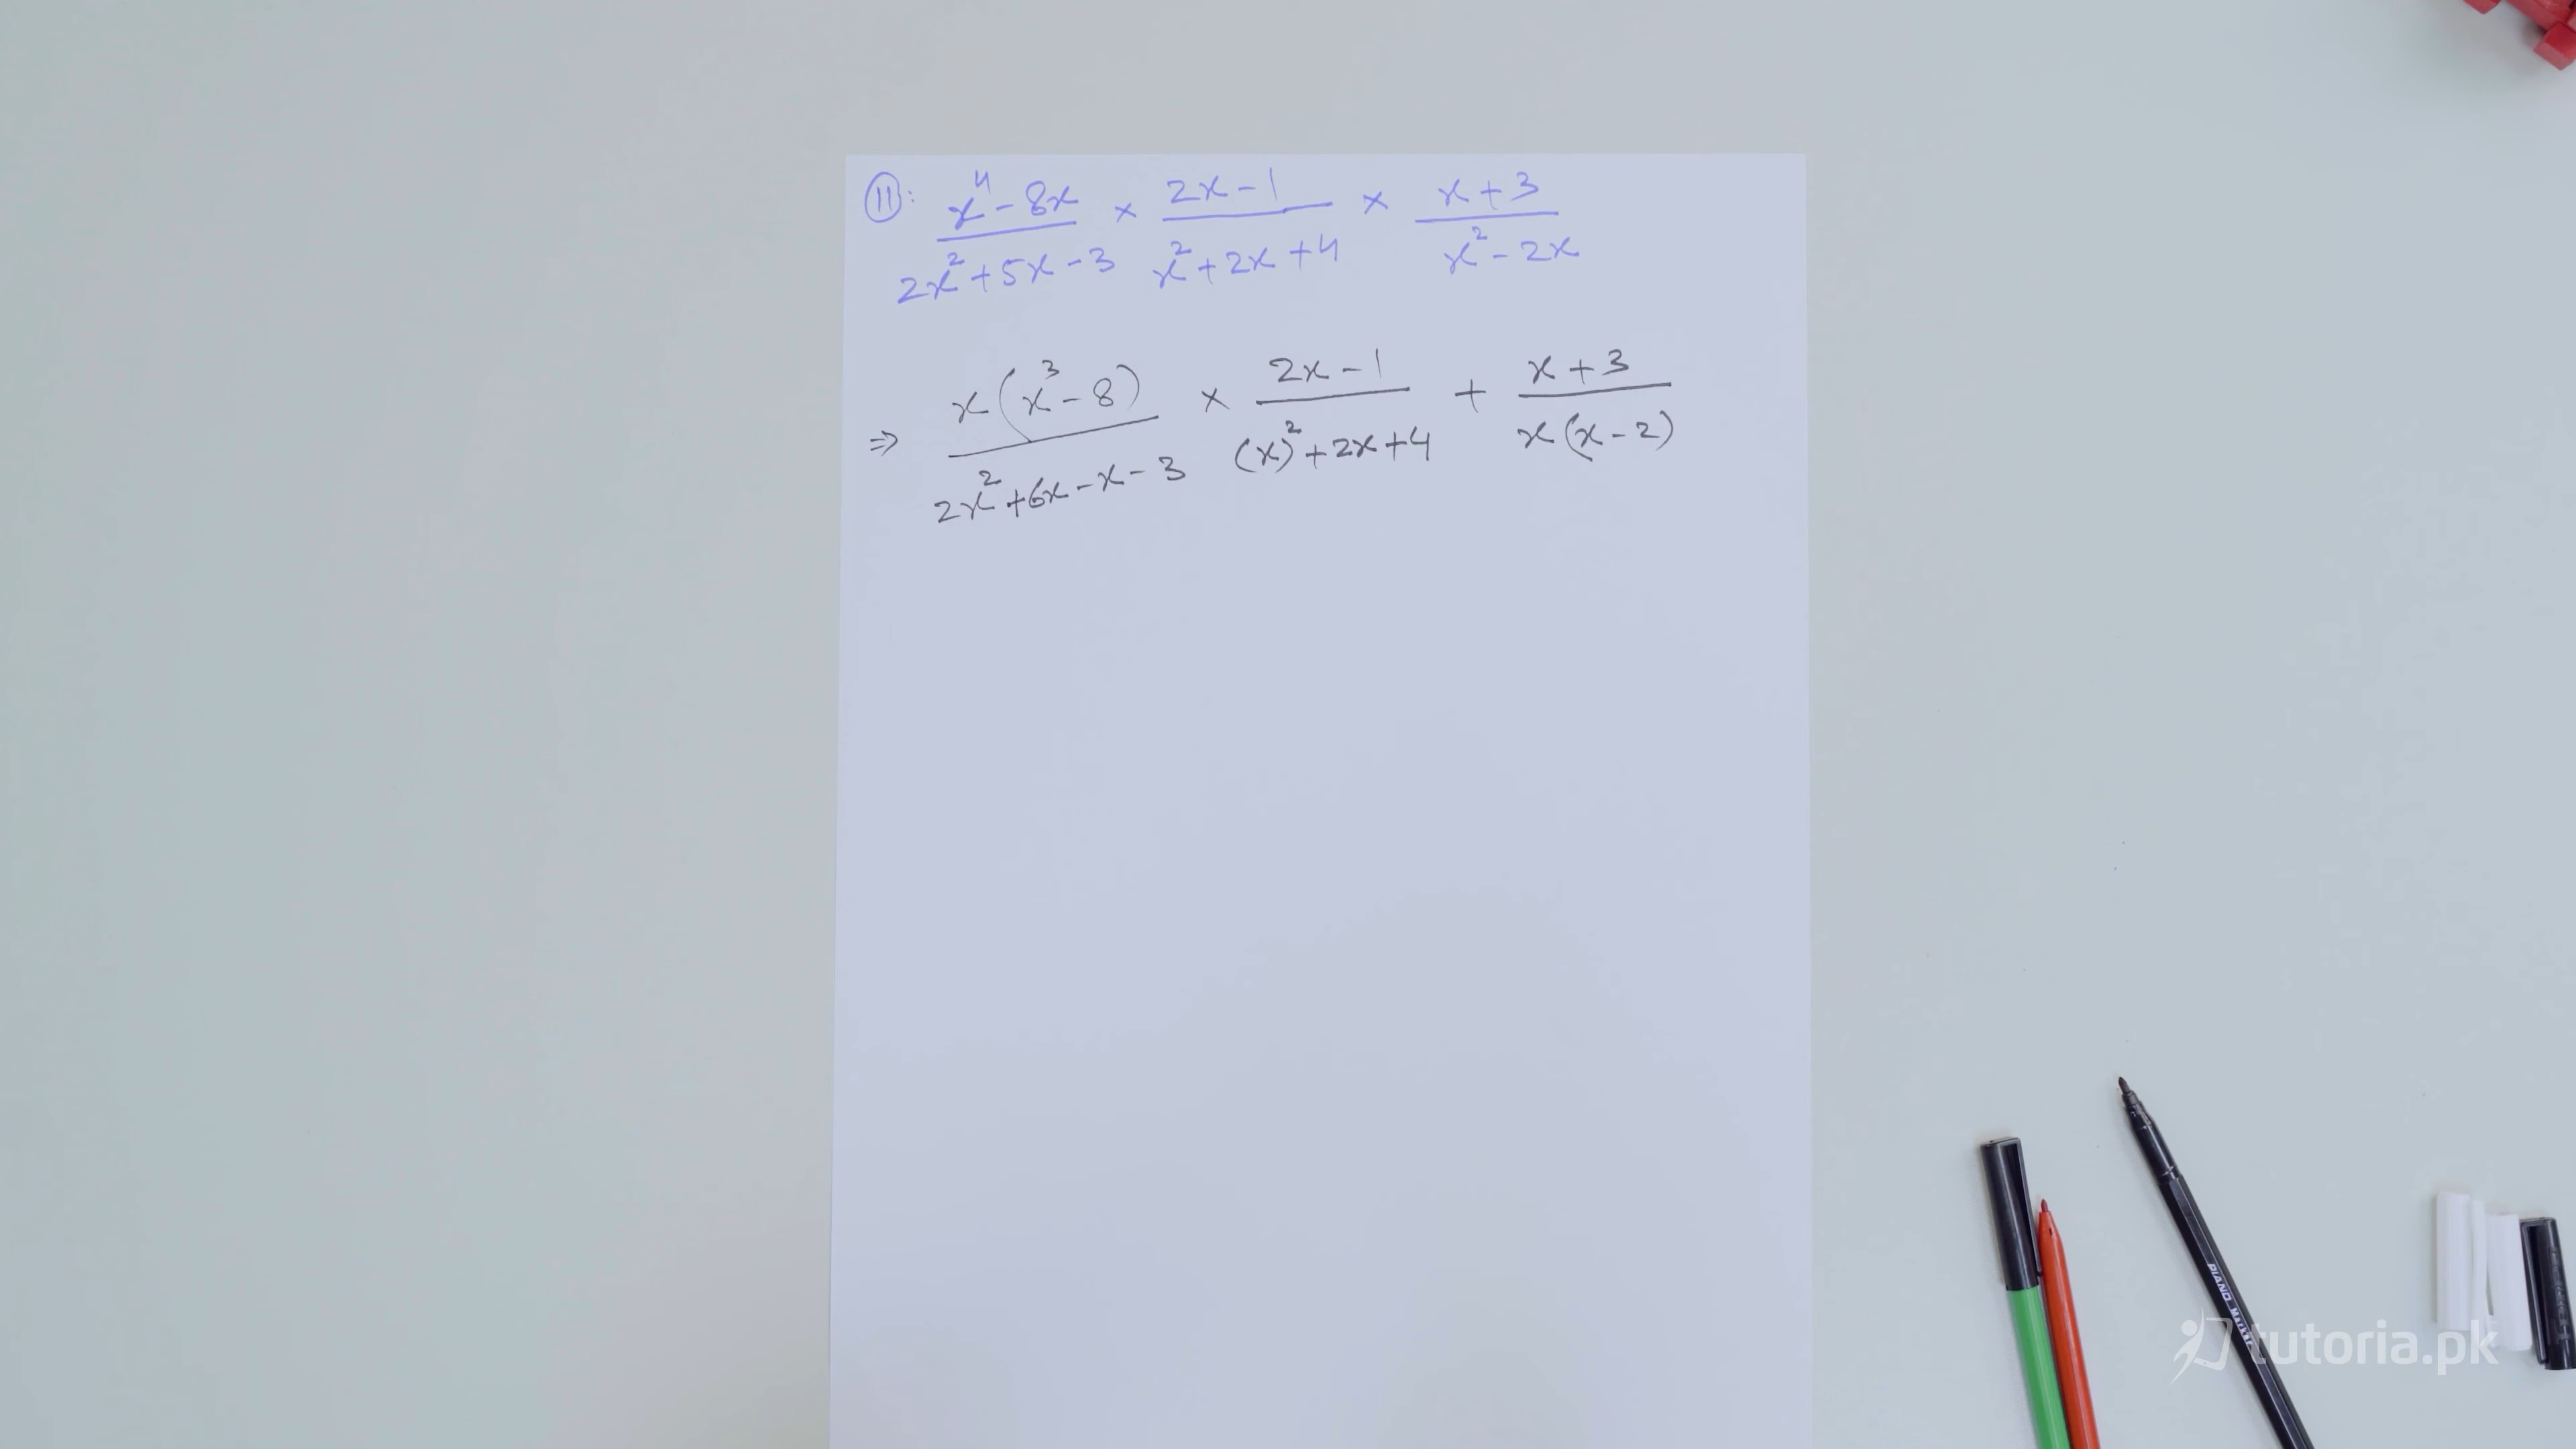 11: x⁴ - 8x / 2x² + 5x - 3 × 2x - 1 / x² + 2x + 4 × x + 3 / x² - 2x
⇒ x(x³ - 8) / 2x² + 6x - x - 3 × 2x - 1 / (x)² + 2x + 4 + x + 3 / x(x - 2)
PIANO
tutoria.pk